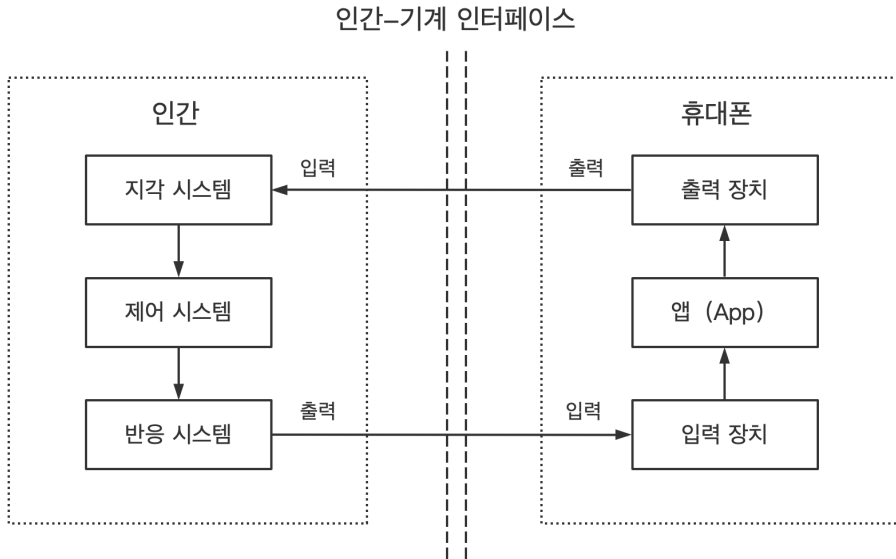 인간-기계 인터페이스
인간
휴대폰
지각 시스템
입력
출력
출력 장치
제어 시스템
앱 (App)
반응 시스템
출력
입력
입력 장치